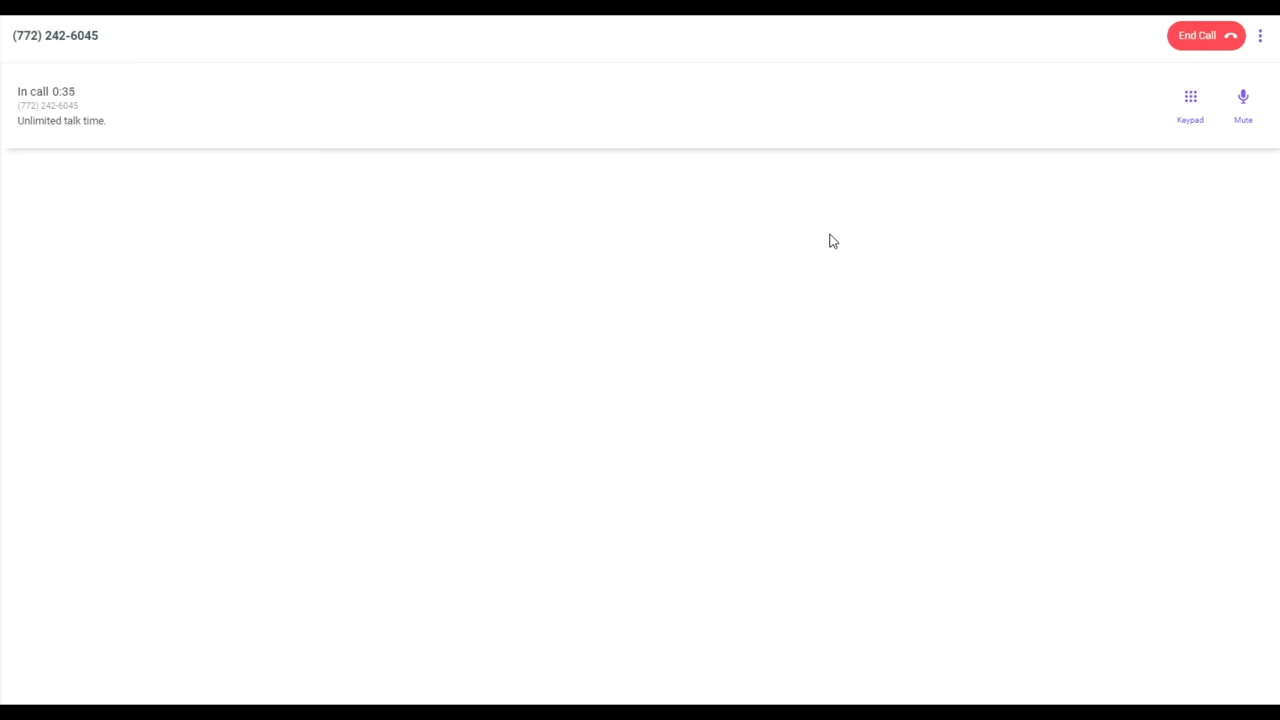 (772) 242-6045
End Call
In call 0:35
(772) 242-6045
Unlimited talk time.
Keypad
Mute